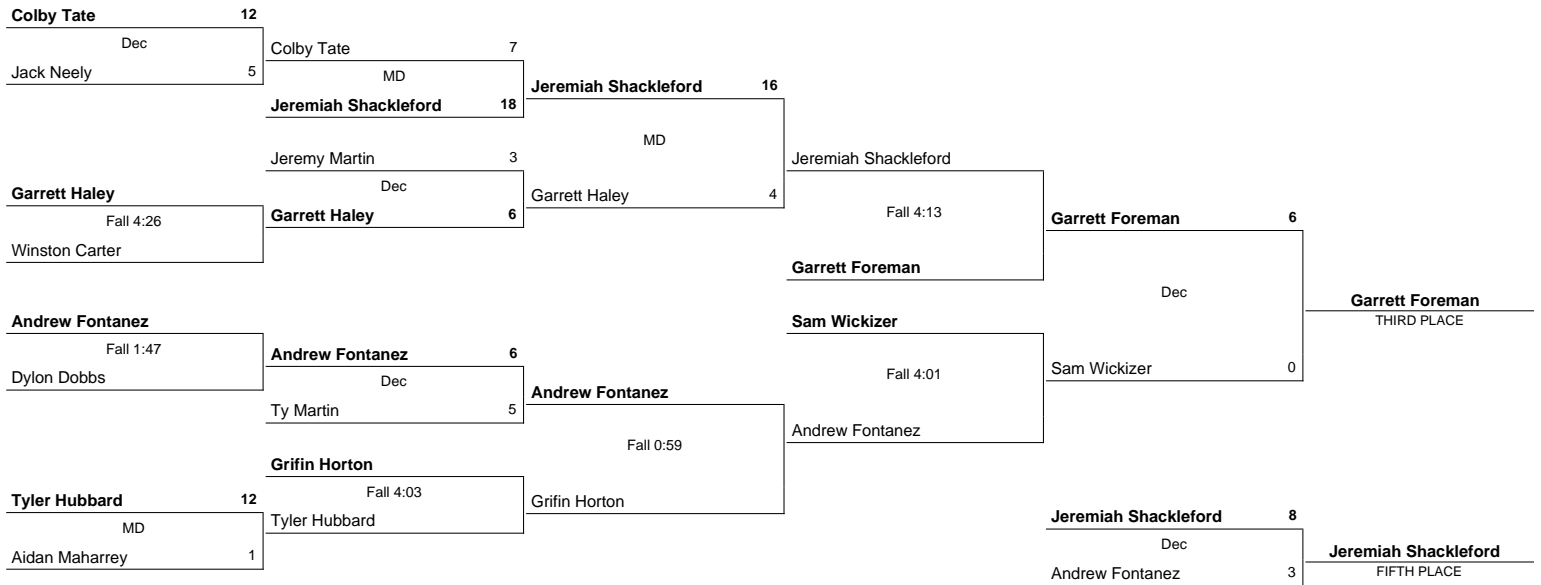 Colby Tate 12
Dec
Jack Neely 5
Garrett Haley
Fall 4:26
Winston Carter
Andrew Fontanez
Fall 1:47
Dylon Dobbs
Tyler Hubbard 12
MD
Aidan Maharrey 1
Colby Tate 7
MD
Jeremiah Shackleford 18
Jeremy Martin 3
Dec
Garrett Haley 6
Andrew Fontanez 6
Dec
Ty Martin 5
Grifin Horton
Fall 4:03
Tyler Hubbard
Jeremiah Shackleford 16
MD
Garrett Haley 4
Andrew Fontanez
Fall 0:59
Grifin Horton
Jeremiah Shackleford
Fall 4:13
Garrett Foreman
Sam Wickizer
Fall 4:01
Andrew Fontanez
Garrett Foreman 6
Dec
Sam Wickizer 0
Garrett Foreman
THIRD PLACE
Jeremiah Shackleford 8
Dec
Andrew Fontanez 3
Jeremiah Shackleford
FIFTH PLACE